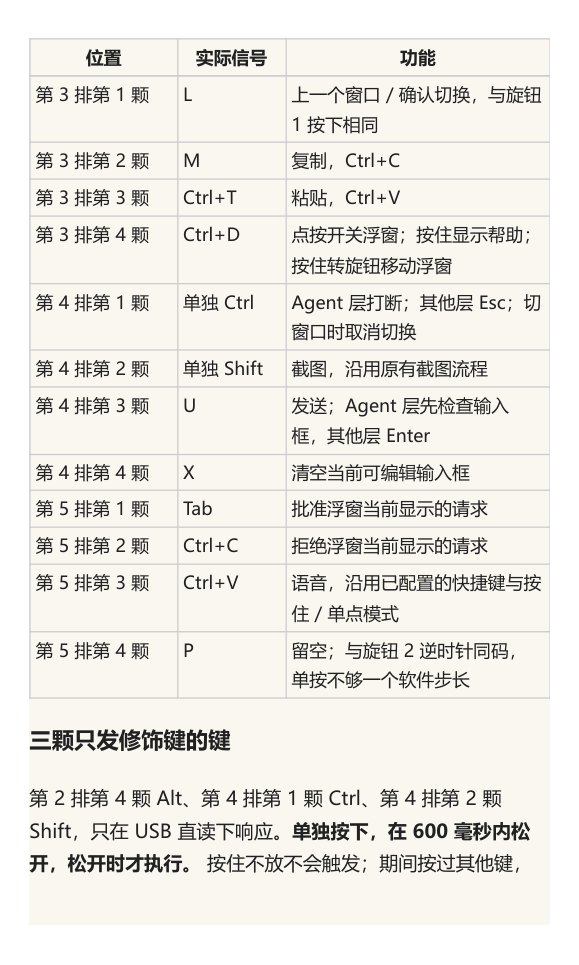 位置 实际信号 功能
第 3 排第 1 颗 L 上一个窗口 / 确认切换，与旋钮
1 按下相同
第 3 排第 2 颗 M 复制，Ctrl+C
第 3 排第 3 颗 Ctrl+T 粘贴，Ctrl+V
第 3 排第 4 颗 Ctrl+D 点按开关浮窗；按住显示帮助；
按住转旋钮移动浮窗
第 4 排第 1 颗 单独 Ctrl Agent 层打断；其他层 Esc；切
窗口时取消切换
第 4 排第 2 颗 单独 Shift 截图，沿用原有截图流程
第 4 排第 3 颗 U 发送；Agent 层先检查输入
框，其他层 Enter
第 4 排第 4 颗 X 清空当前可编辑输入框
第 5 排第 1 颗 Tab 批准浮窗当前显示的请求
第 5 排第 2 颗 Ctrl+C 拒绝浮窗当前显示的请求
第 5 排第 3 颗 Ctrl+V 语音，沿用已配置的快捷键与按
住 / 单点模式
第 5 排第 4 颗 P 留空；与旋钮 2 逆时针同码，
单按不够一个软件步长
三颗只发修饰键的键
第 2 排第 4 颗 Alt、第 4 排第 1 颗 Ctrl、第 4 排第 2 颗
Shift，只在 USB 直读下响应。单独按下，在 600 毫秒内松
开，松开时才执行。 按住不放不会触发；期间按过其他键，